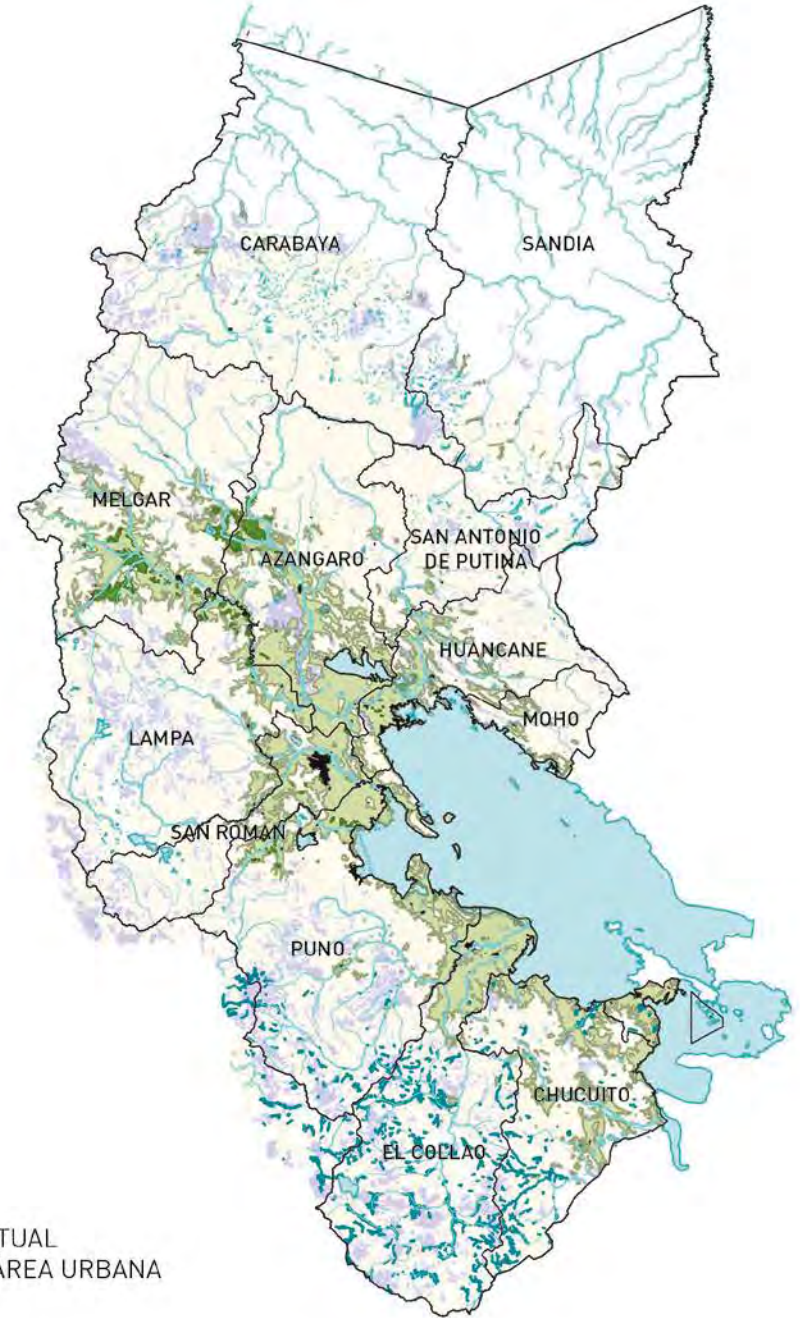 CARABAYA
SANDIA
MELGAR
AZANGARO
SAN ANTONIO
DE PUTINA
HUANCANE
MOHO
LAMPA
SAN ROMAN
PUNO
CHUCUITO
EL COLLAO
TUAL
AREA URBANA